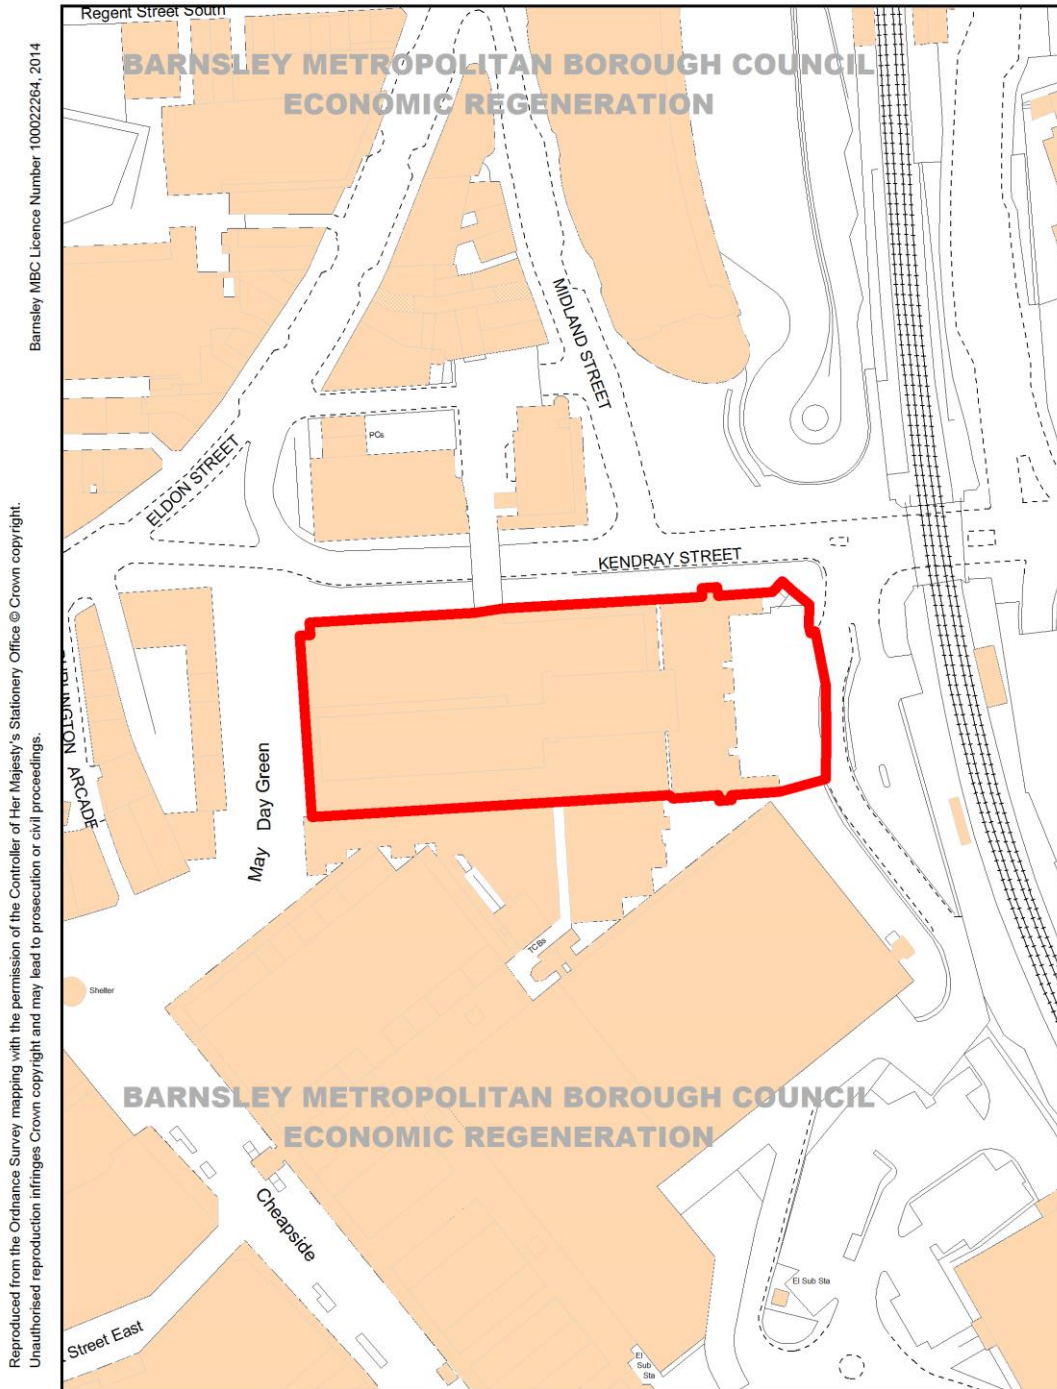 Regent Street South
BARNSLEY METROPOLITAN BOROUGH COUNCIL
ECONOMIC REGENERATION
Barnsley MBC Licence Number 100022264, 2014
MIDLAND STREET
PCs
ELDON STREET
KENDRAY STREET
ARCADE
May Day Green
TCBs
Shelter
BARNSLEY METROPOLITAN BOROUGH COUNCIL
ECONOMIC REGENERATION
Cheapside
El Sub Sta
Street East
El
Sub
Sta
Reproduced from the Ordnance Survey mapping with the permission of the Controller of Her Majesty's Stationery Office © Crown copyright.
Unauthorised reproduction infringes Crown copyright and may lead to prosecution or civil proceedings.